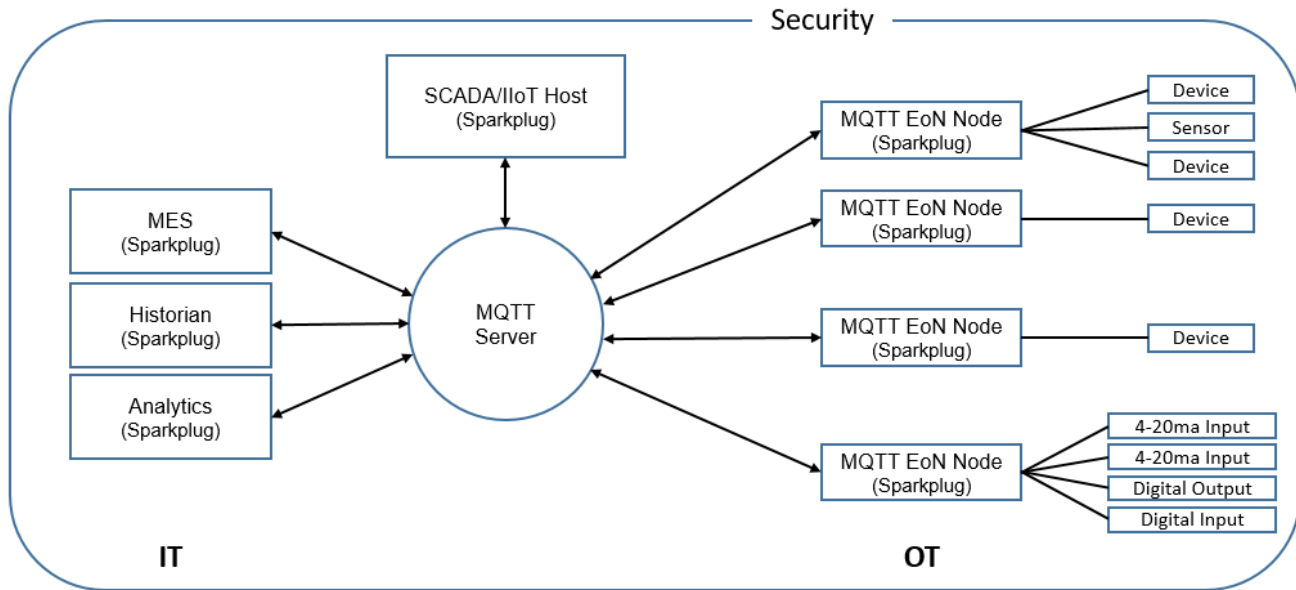 Security
SCADA/IIoT Host
(Sparkplug)
MES
(Sparkplug)
Historian
(Sparkplug)
Analytics
(Sparkplug)
MQTT
Server
MQTT EoN Node
(Sparkplug)
Device
Sensor
Device
MQTT EoN Node
(Sparkplug)
Device
MQTT EoN Node
(Sparkplug)
Device
MQTT EoN Node
(Sparkplug)
4-20ma Input
4-20ma Input
Digital Output
Digital Input
IT
OT